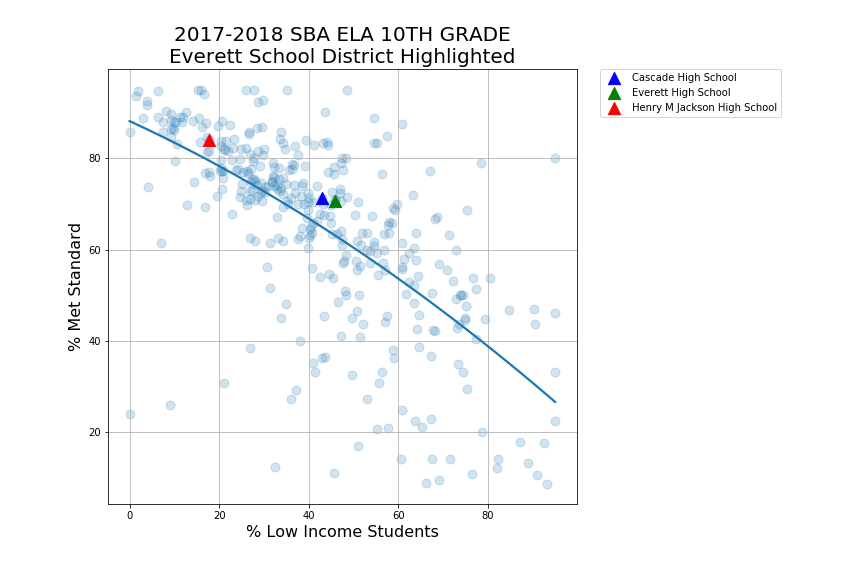 2017-2018 SBA ELA 10TH GRADE
Everett School District Highlighted
Cascade High School
Everett High School
Henry M Jackson High School
% Met Standard
80
60
40
20
0
20
40
60
80
% Low Income Students